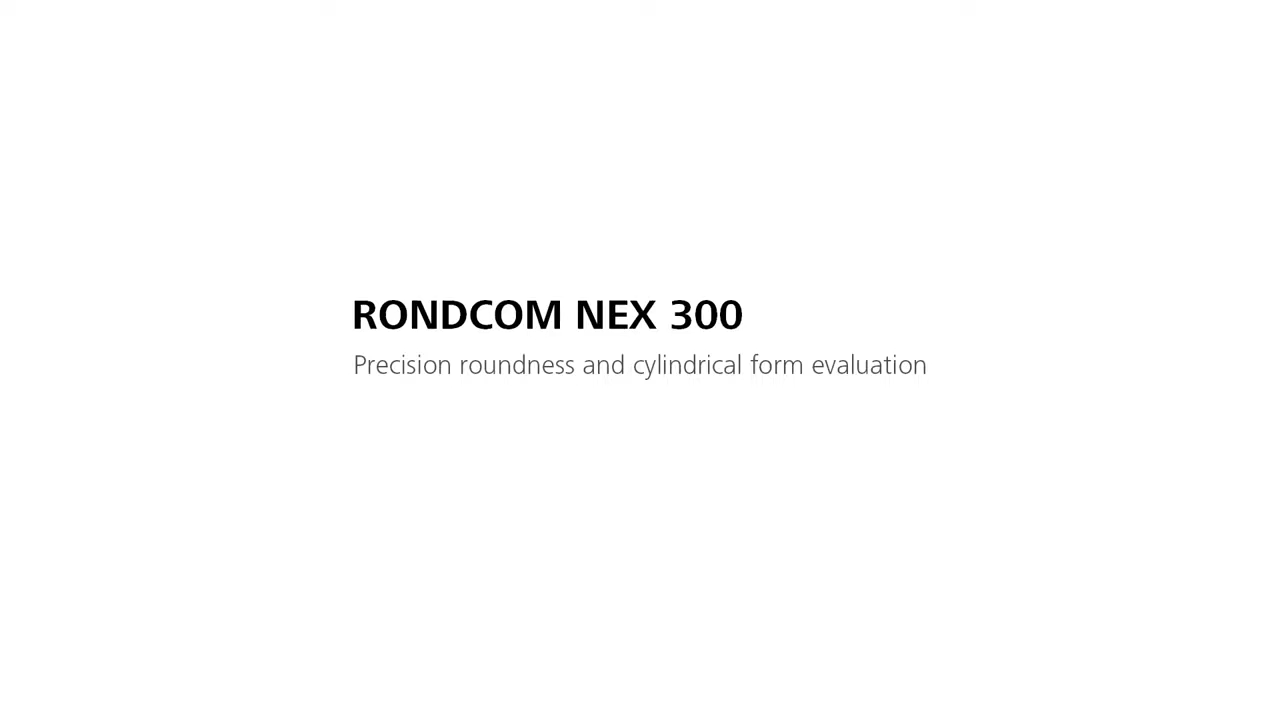 RONDCOM NEX 300
Precision roundness and cylindrical form evaluation